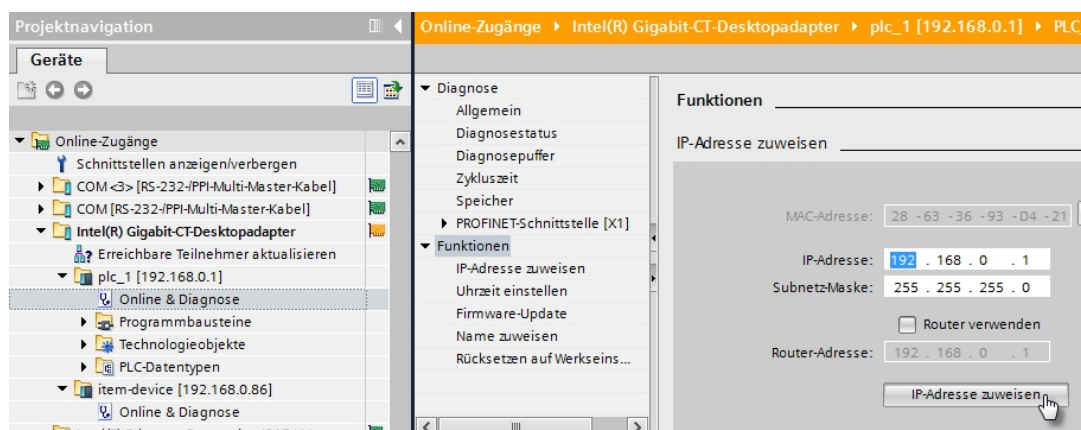 Projektnavigation
Geräte
Online-Zugänge
Schnittstellen anzeigen/verbergen
COM <3> [RS-232-/PPI-Multi-Master-Kabel]
COM [RS-232-/PPI-Multi-Master-Kabel]
Intel(R) Gigabit-CT-Desktopadapter
Erreichbare Teilnehmer aktualisieren
plc_1 [192.168.0.1]
Online & Diagnose
Programmbausteine
Technologieobjekte
PLC-Datentypen
item-device [192.168.0.86]
Online & Diagnose
Online-Zugänge Intel(R) Gigabit-CT-Desktopadapter plc_1 [192.168.0.1] PLC_
Diagnose
Allgemein
Diagnosestatus
Diagnosepuffer
Zykluszeit
Speicher
PROFINET-Schnittstelle [X1]
Funktionen
IP-Adresse zuweisen
Uhrzeit einstellen
Firmware-Update
Name zuweisen
Rücksetzen auf Werkseins...
Funktionen
IP-Adresse zuweisen
MAC-Adresse: 28 - 63 - 36 - 93 - D4 - 21
IP-Adresse: 192 . 168 . 0 . 1
Subnetz-Maske: 255 . 255 . 255 . 0
Router verwenden
Router-Adresse: 192 . 168 . 0 . 1
IP-Adresse zuweisen